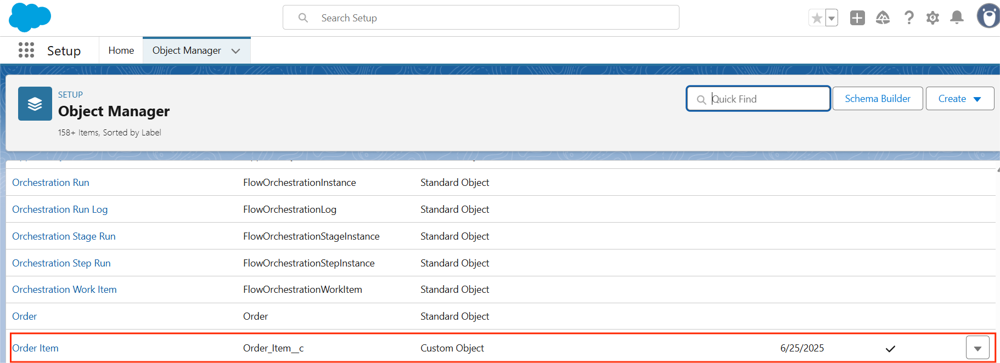 Search Setup
Setup Home Object Manager
SETUP
Object Manager
158+ Items, Sorted by Label
Quick Find Schema Builder Create
Orchestration Run FlowOrchestrationInstance Standard Object
Orchestration Run Log FlowOrchestrationLog Standard Object
Orchestration Stage Run FlowOrchestrationStageInstance Standard Object
Orchestration Step Run FlowOrchestrationStepInstance Standard Object
Orchestration Work Item FlowOrchestrationWorkItem Standard Object
Order Order Standard Object
Order Item Order_Item__c Custom Object 6/25/2025